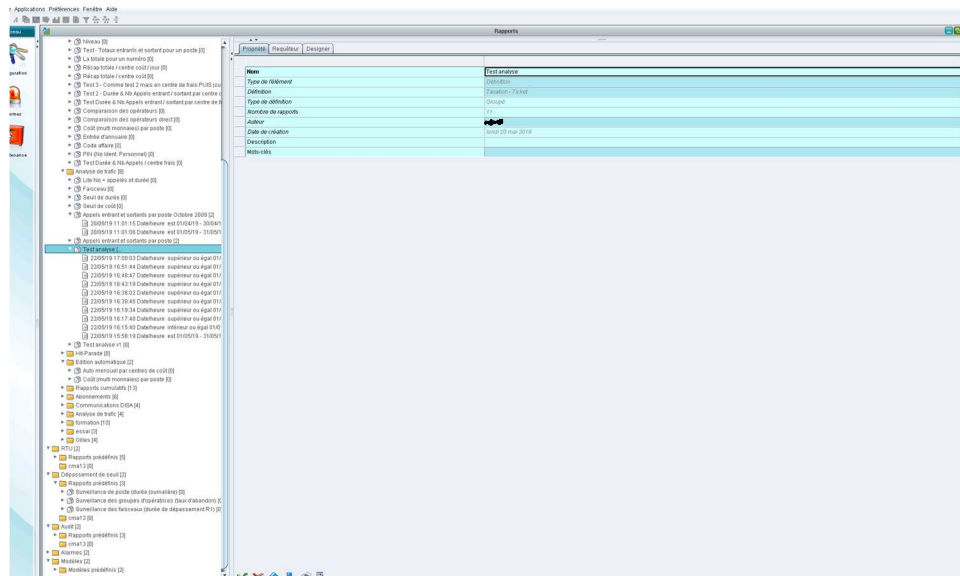 r Applications Préférences Fenêtre Aide
Rapports
Niveau [0]
Test - Totaux entrants et sortant pour un poste [0]
La totale pour un numéro [0]
Récap totale / centre coût / jour [0]
Récap totale / centre coût [0]
Test 3 - Comme test 2 mais en centre de frais PUIS jou
Test 2 - Durée & Nb Appels entrant / sortant par centre
Test Durée & Nb Appels entrant / sortant par centre de
Comparaison des opérateurs [0]
Comparaison des opérateurs direct [0]
Coût (multi monnaies) par poste [0]
Entrée d'annuaire [0]
Code affaire [0]
PIN (No Ident. Personnel) [0]
Test Durée & Nb Appels / centre frais [0]
Analyse de trafic [8]
Lite No + appelés et durée [0]
Faisceau [0]
Seuil de durée [0]
Seuil de coût [0]
Appels entrant et sortants par poste Octobre 2009 [2]
20/05/19 11:01:15 Date/heure est 01/04/19 - 30/04/1
20/05/19 11:01:06 Date/heure est 01/05/19 - 31/05/1
Appels entrant et sortants par poste [2]
Test analyse [...
22/05/19 17:00:03 Date/heure supérieur ou égal 01/
22/05/19 16:51:44 Date/heure supérieur ou égal 01/
22/05/19 16:48:47 Date/heure supérieur ou égal 01/
22/05/19 16:43:19 Date/heure supérieur ou égal 01/
22/05/19 16:38:02 Date/heure supérieur ou égal 01/
22/05/19 16:30:45 Date/heure supérieur ou égal 01/
22/05/19 16:19:34 Date/heure supérieur ou égal 01/
22/05/19 16:17:46 Date/heure supérieur ou égal 01/
22/05/19 16:15:40 Date/heure inférieur ou égal 01/0
22/05/19 15:58:19 Date/heure est 01/05/19 - 31/05/1
Test analyse v1 [0]
Hit-Parade [8]
Edition automatique [2]
Auto mensuel par centres de coût [0]
Coût (multi monnaies) par poste [0]
Rapports cumulatifs [13]
Abonnements [6]
Communications DISA [4]
Analyse de trafic [4]
formation [10]
essai [3]
Gilles [4]
RTU [2]
Rapports prédéfinis [5]
cma13 [0]
Dépassement de seuil [2]
Rapports prédéfinis [3]
Surveillance de poste (durée journalière) [0]
Surveillance des groupes d'opératrices (taux d'abandon) [0
Surveillance des faisceaux (durée de dépassement R1) [0
cma13 [0]
Audit [2]
Rapports prédéfinis [3]
cma13 [0]
Alarmes [2]
Modèles [2]
Modèles prédéfinis [2]
Propriété Requêteur Designer
Nom Test analyse
Type de l'élément Définition
Définition Taxation - Ticket
Type de définition Groupé
Nombre de rapports 11
Auteur
Date de création lundi 20 mai 2019
Description
Mots-clés